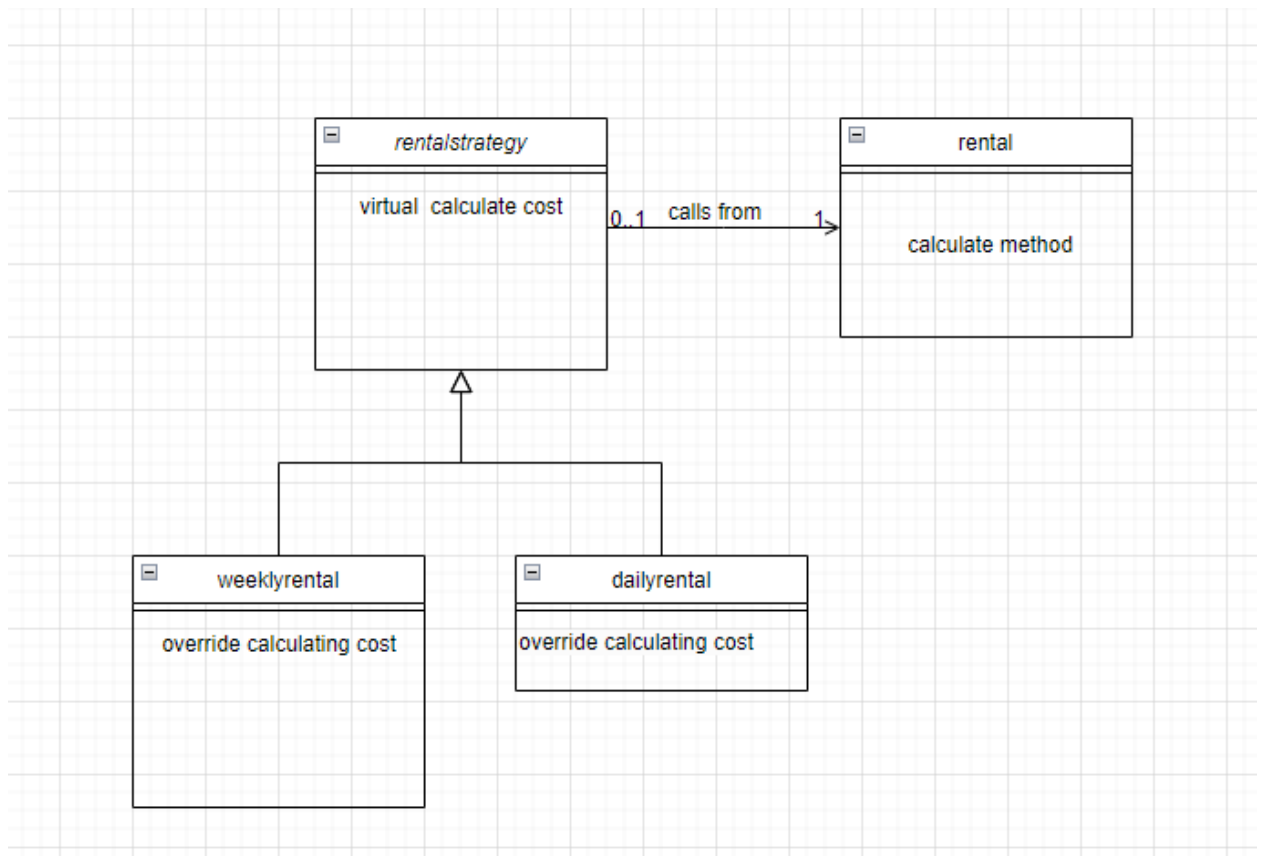 rentalstrategy
virtual calculate cost
0..1 calls from 1
rental
calculate method
weeklyrental
override calculating cost
dailyrental
override calculating cost